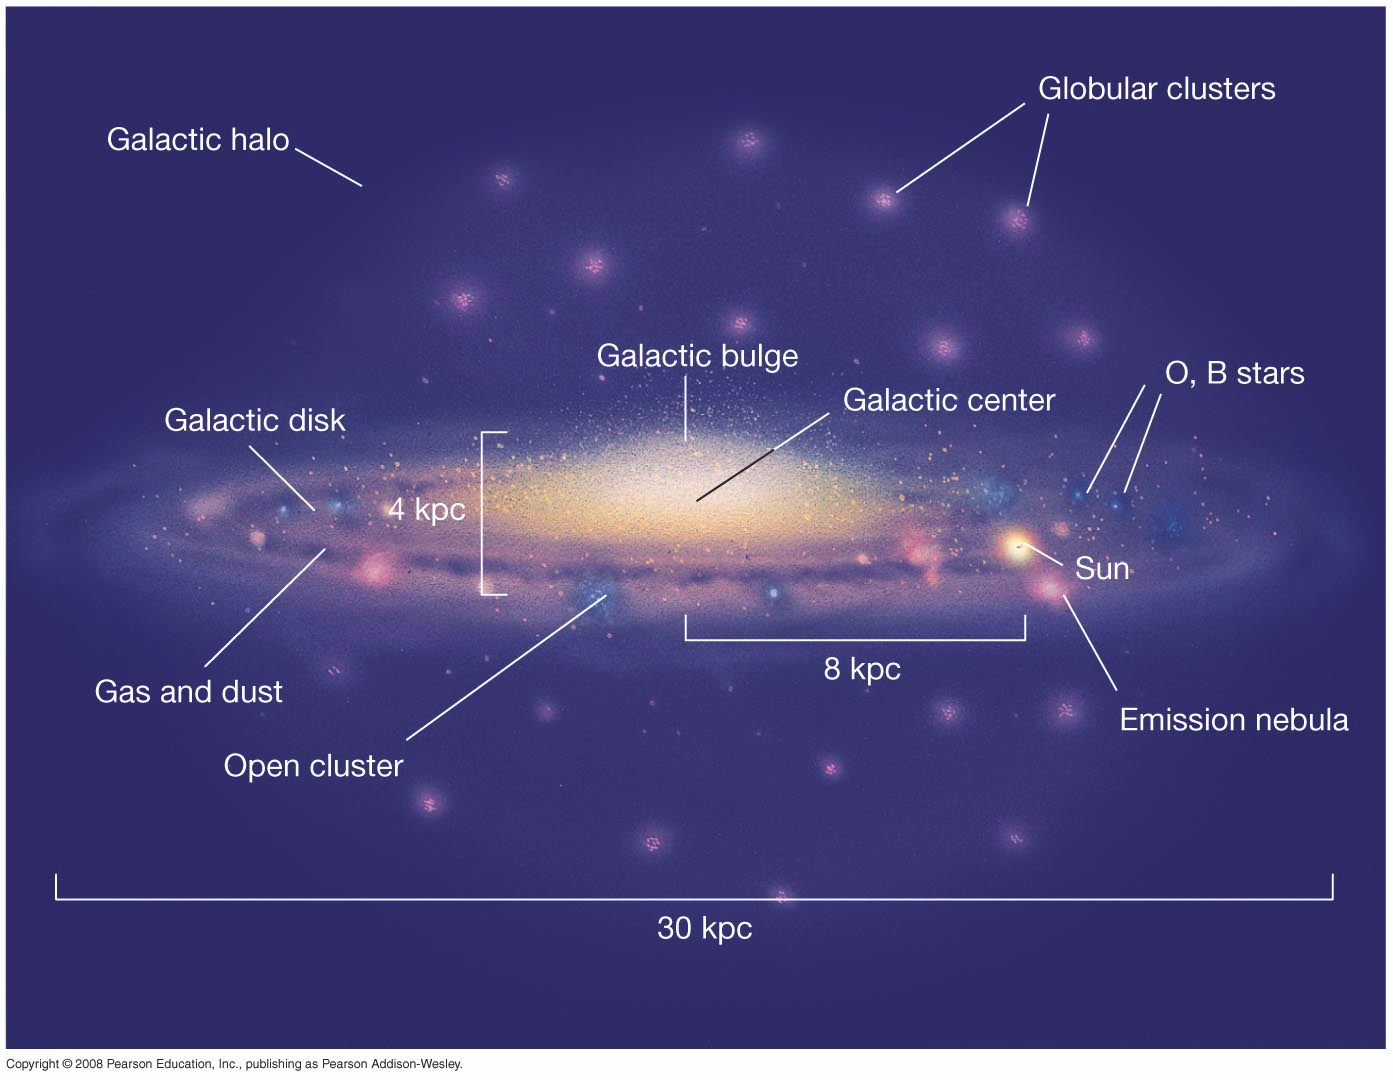 Globular clusters
Galactic halo
Galactic bulge
O, B stars
Galactic center
Galactic disk
4 kpc
Sun
8 kpc
Gas and dust
Emission nebula
Open cluster
30 kpc
Copyright © 2008 Pearson Education, Inc., publishing as Pearson Addison-Wesley.